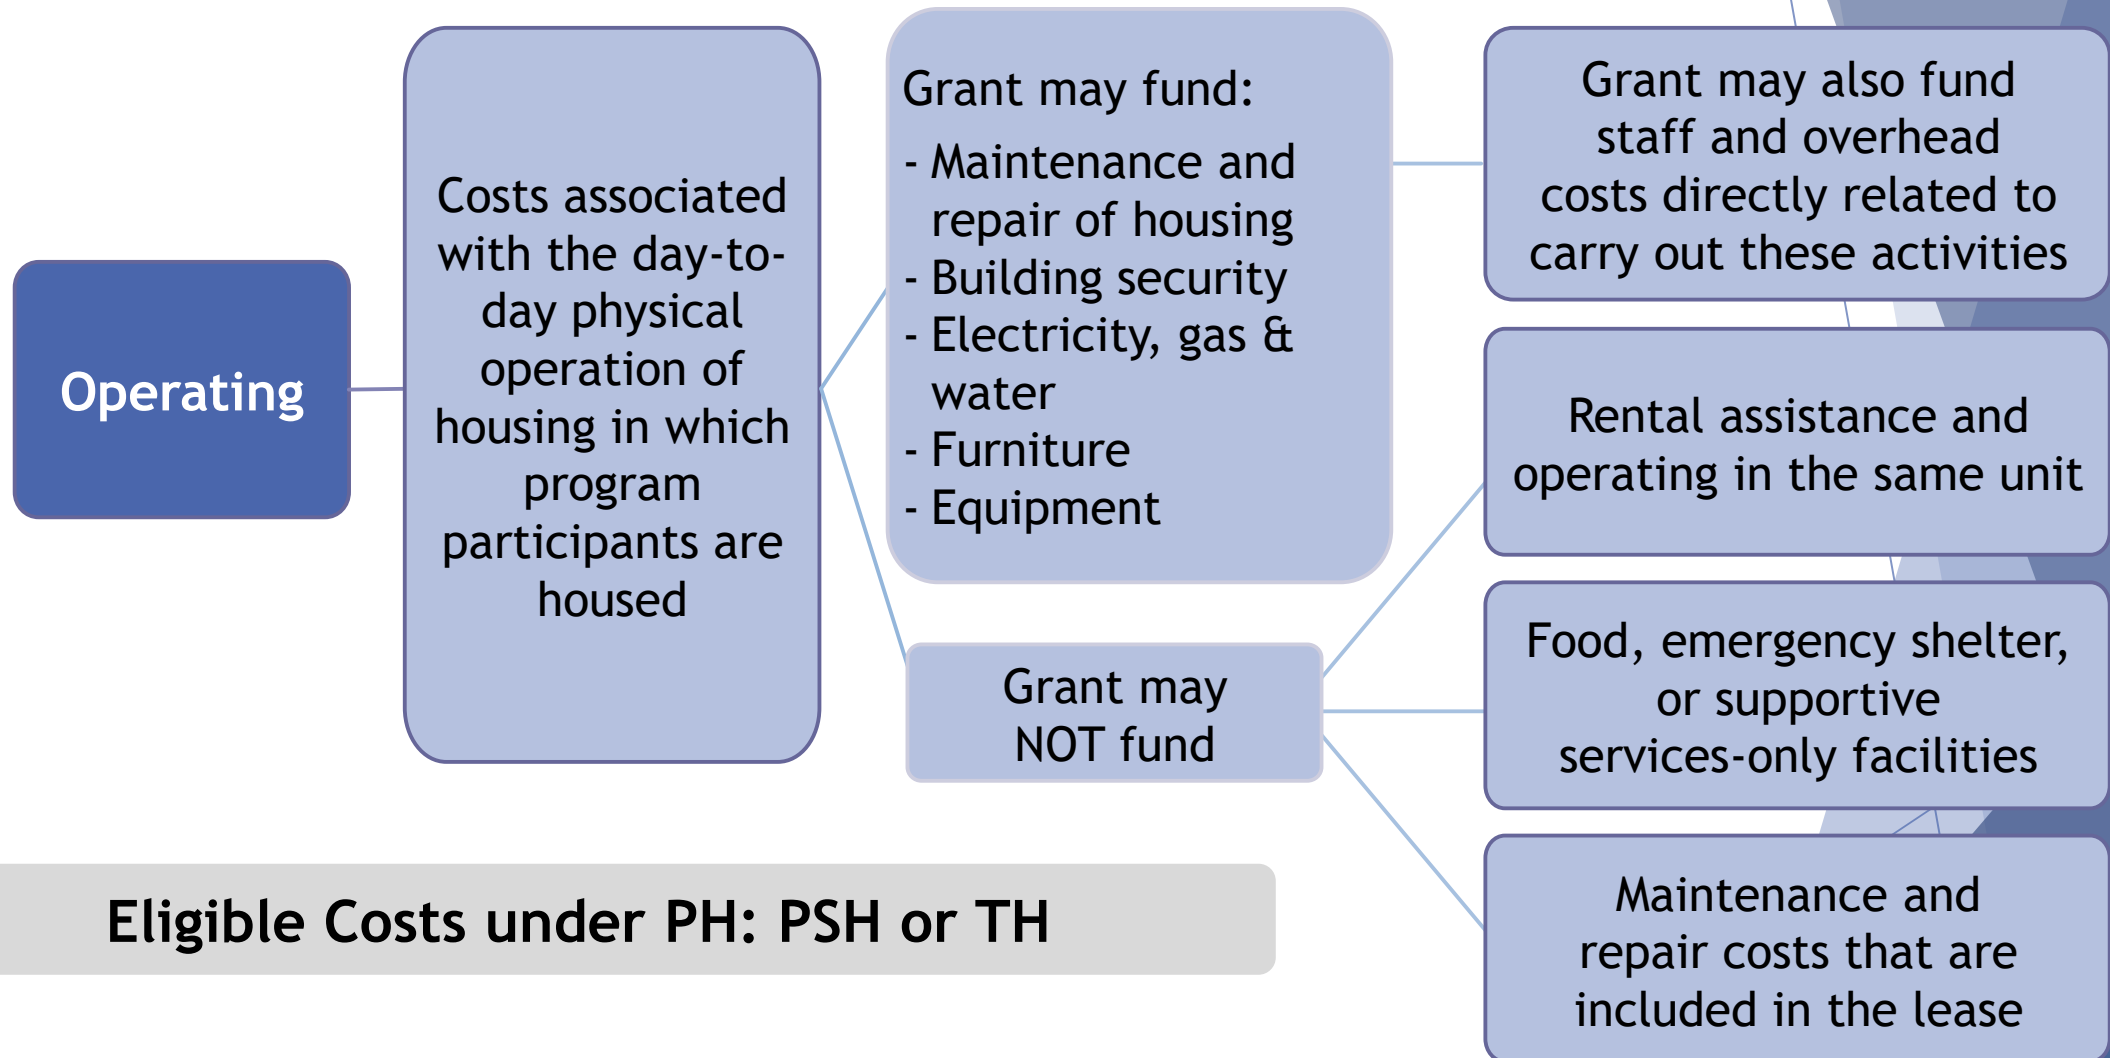 Operating
Costs associated
with the day-to-
day physical
operation of
housing in which
program
participants are
housed
Grant may fund:
- Maintenance and
repair of housing
- Building security
- Electricity, gas &
water
- Furniture
- Equipment
Grant may also fund
staff and overhead
costs directly related to
carry out these activities
Grant may
NOT fund
Rental assistance and
operating in the same unit
Food, emergency shelter,
or supportive
services-only facilities
Maintenance and
repair costs that are
included in the lease
Eligible Costs under PH: PSH or TH